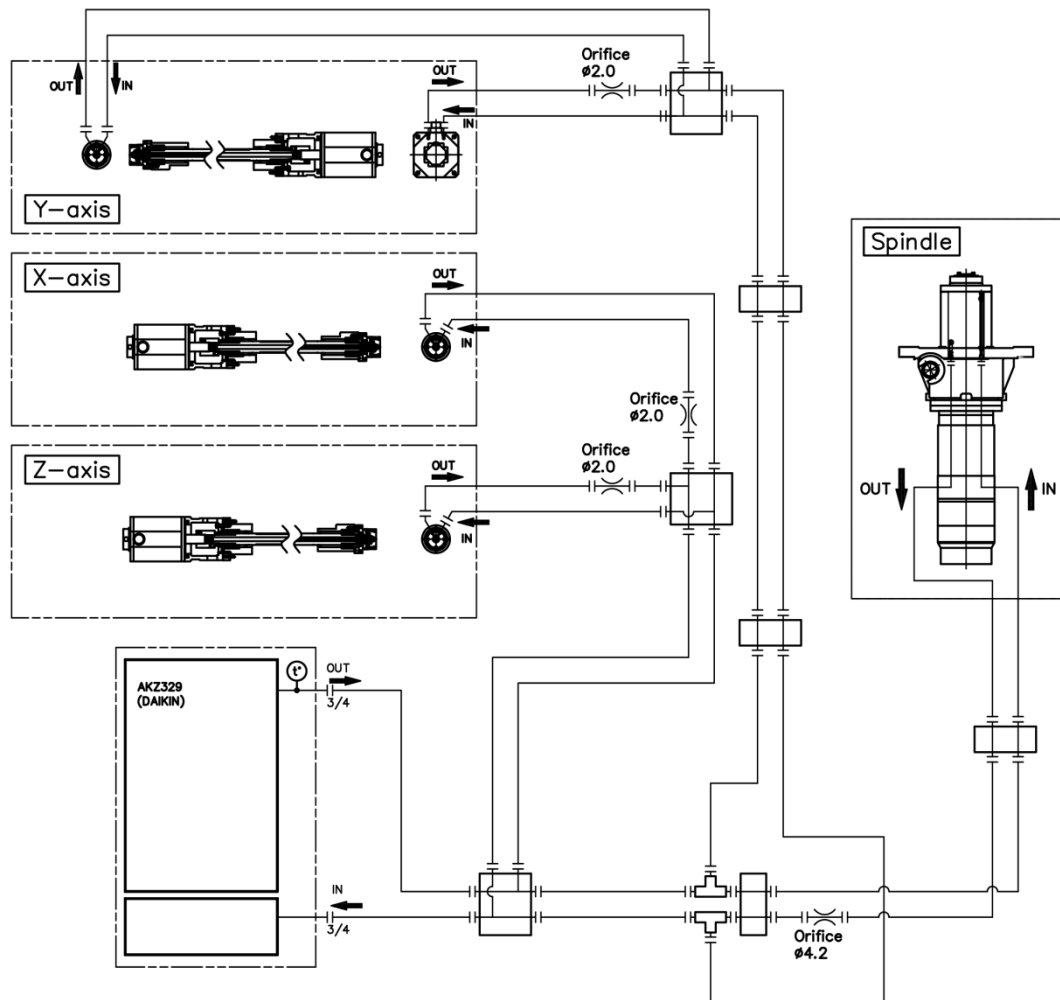 Orifice
ø2.0
OUT
IN
OUT
IN
Y-axis
Spindle
X-axis
OUT
IN
Orifice
ø2.0
Orifice
ø2.0
Z-axis
OUT
IN
OUT
IN
AKZ329
(DAIKIN)
t°
OUT
3/4
IN
3/4
Orifice
ø4.2